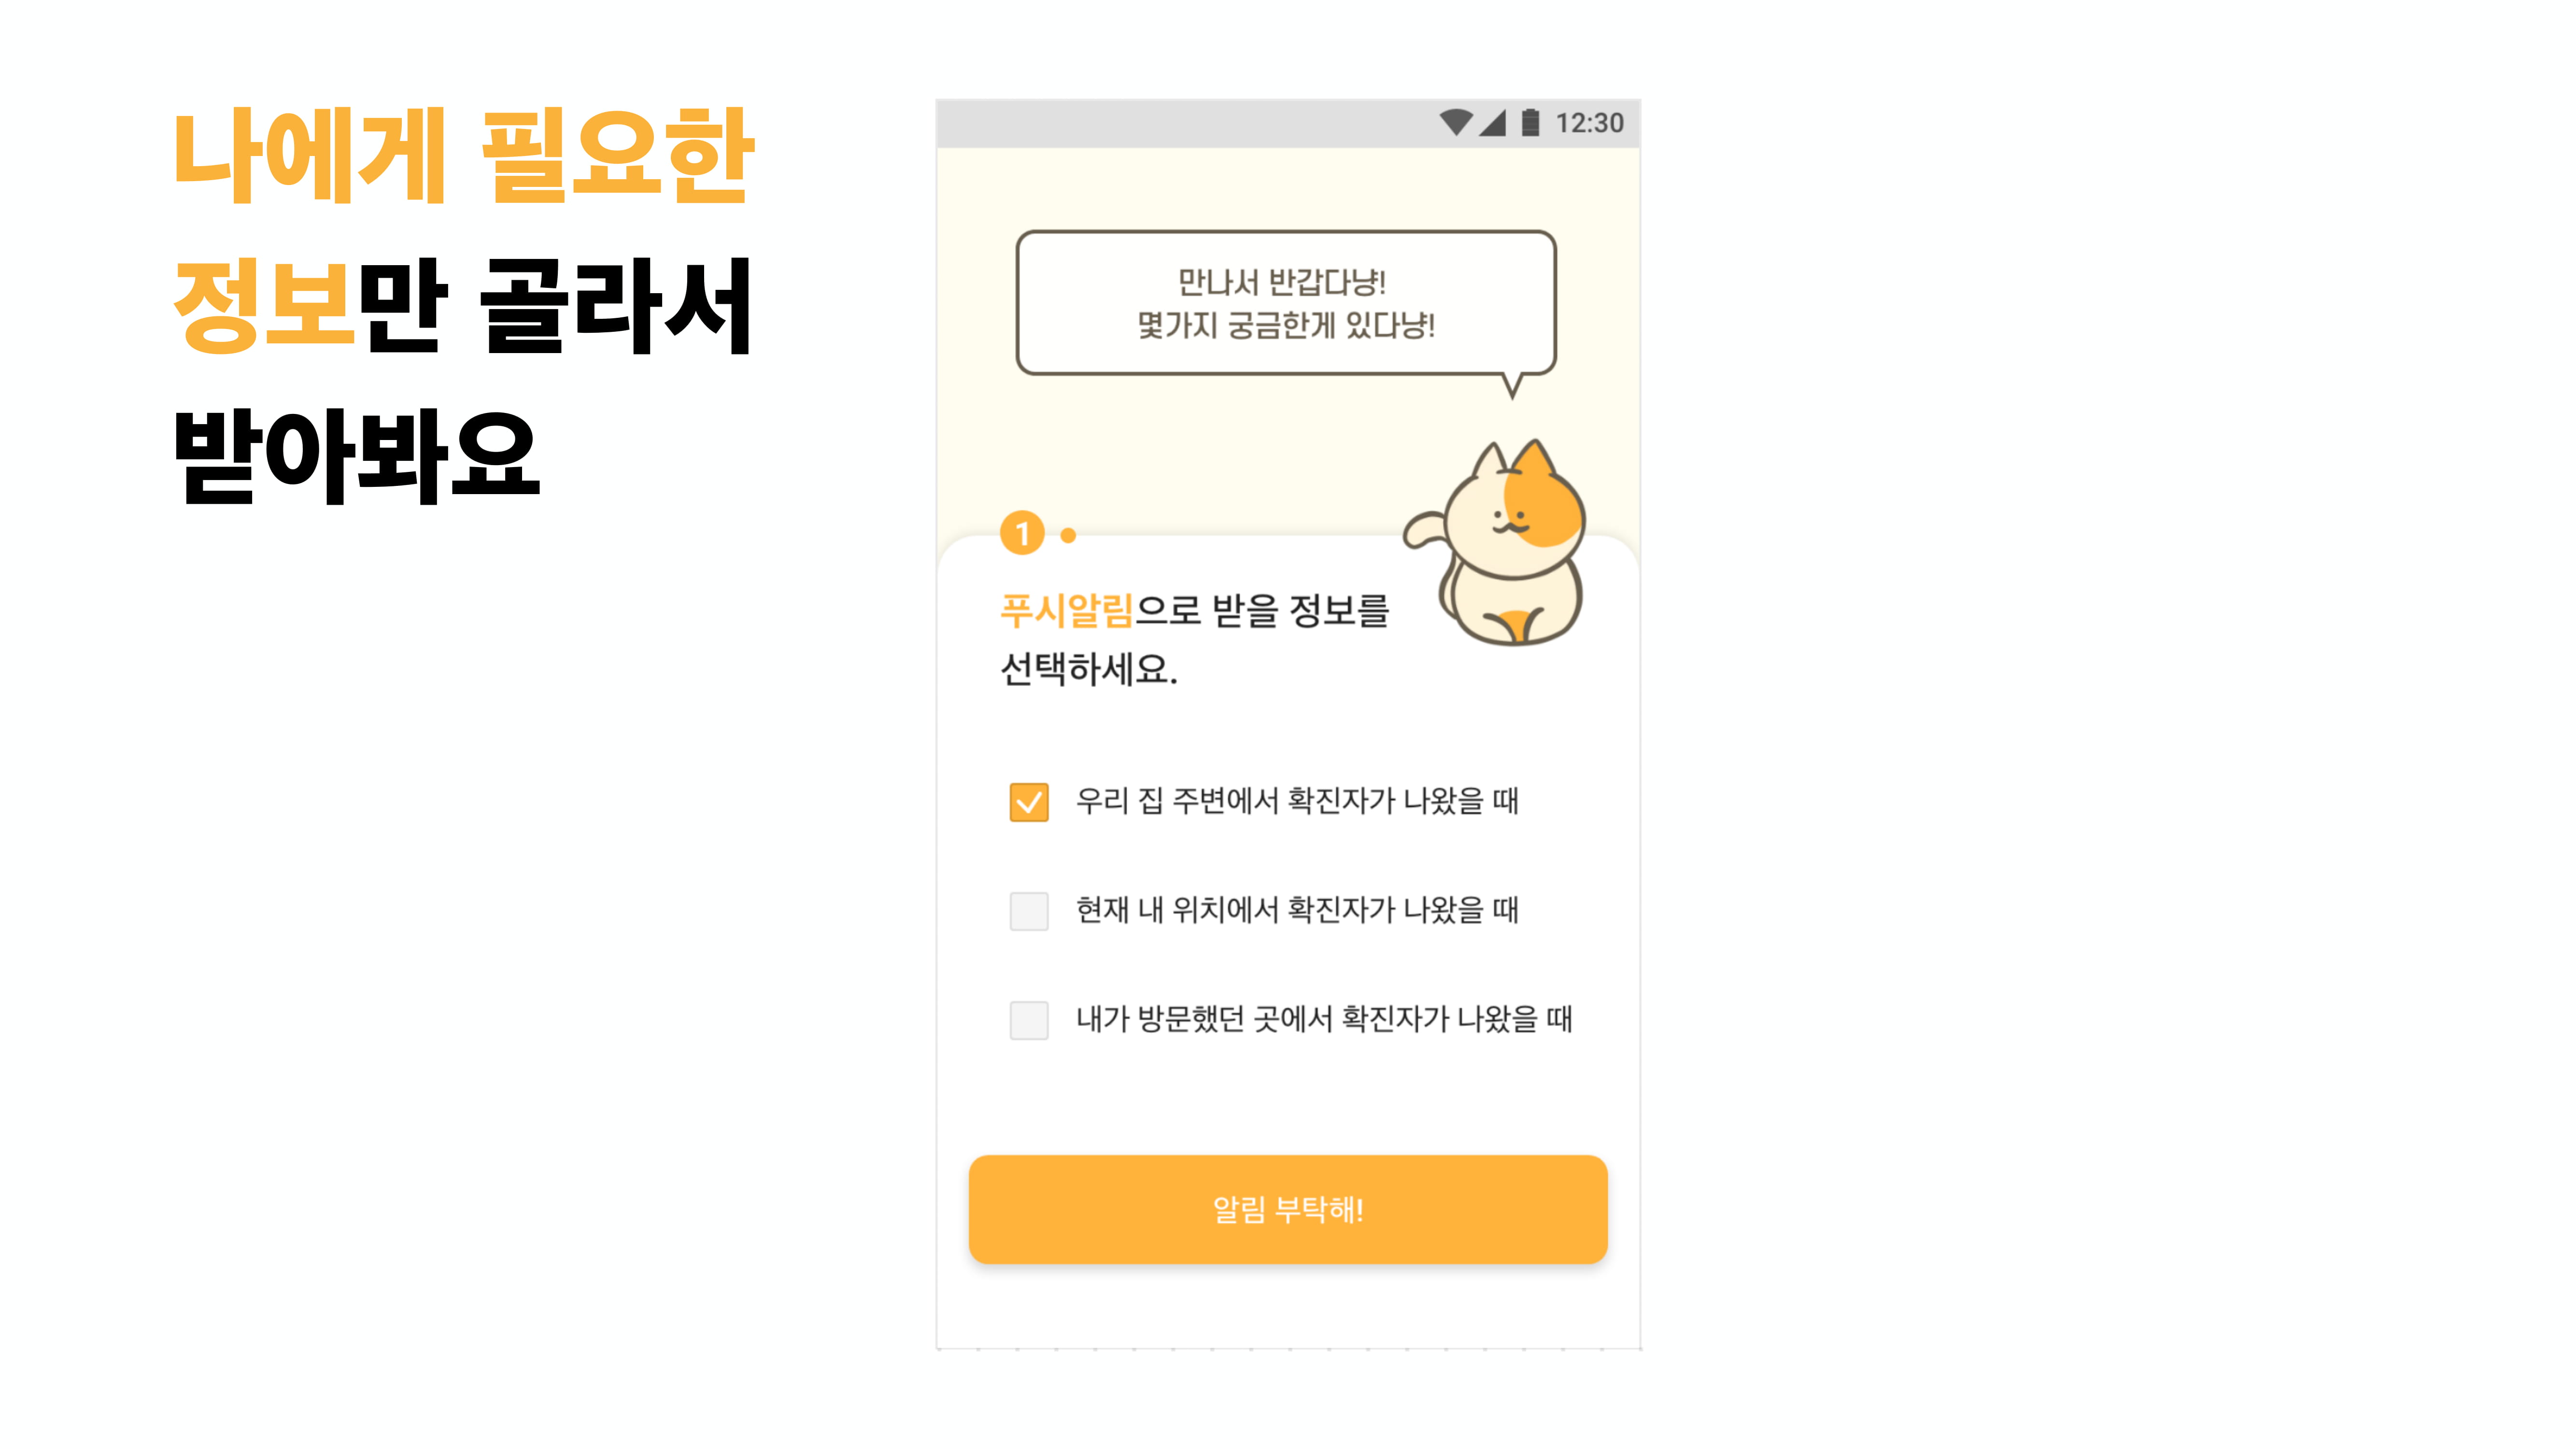 나에게 필요한
정보만 골라서
받아봐요
12:30
만나서 반갑다냥!
몇가지 궁금한게 있다냥!
1
푸시알림으로 받을 정보를
선택하세요.
우리 집 주변에서 확진자가 나왔을 때
현재 내 위치에서 확진자가 나왔을 때
내가 방문했던 곳에서 확진자가 나왔을 때
알림 부탁해!